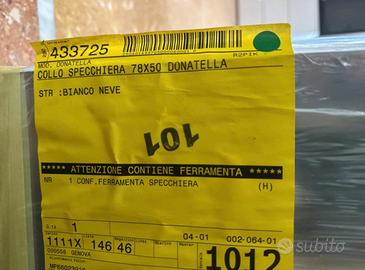 433725
R2PIK
MOD. DONATELLA
COLLO SPECCHIERA 78X50 DONATELLA
STR :BIANCO NEVE
101
***** ATTENZIONE CONTIENE FERRAMENTA *****
NR 1 CONF.FERRAMENTA SPECCHIERA (H)
1
04-01 002-064-01
1111X 146 46 1012
000556 GENOVA
subito